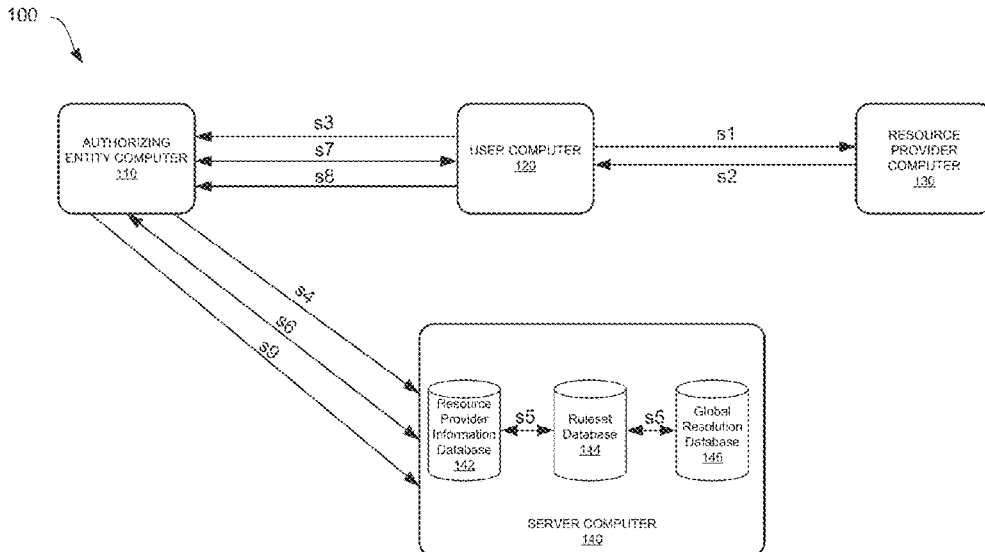 100
AUTHORIZING
ENTITY COMPUTER
110
s3
s7
s8
USER COMPUTER
120
s1
s2
RESOURCE
PROVIDER
COMPUTER
130
s4
s6
s9
Resource
Provider
Information
Database
142
s5
Ruleset
Database
144
s5
Global
Resolution
Database
146
SERVER COMPUTER
140